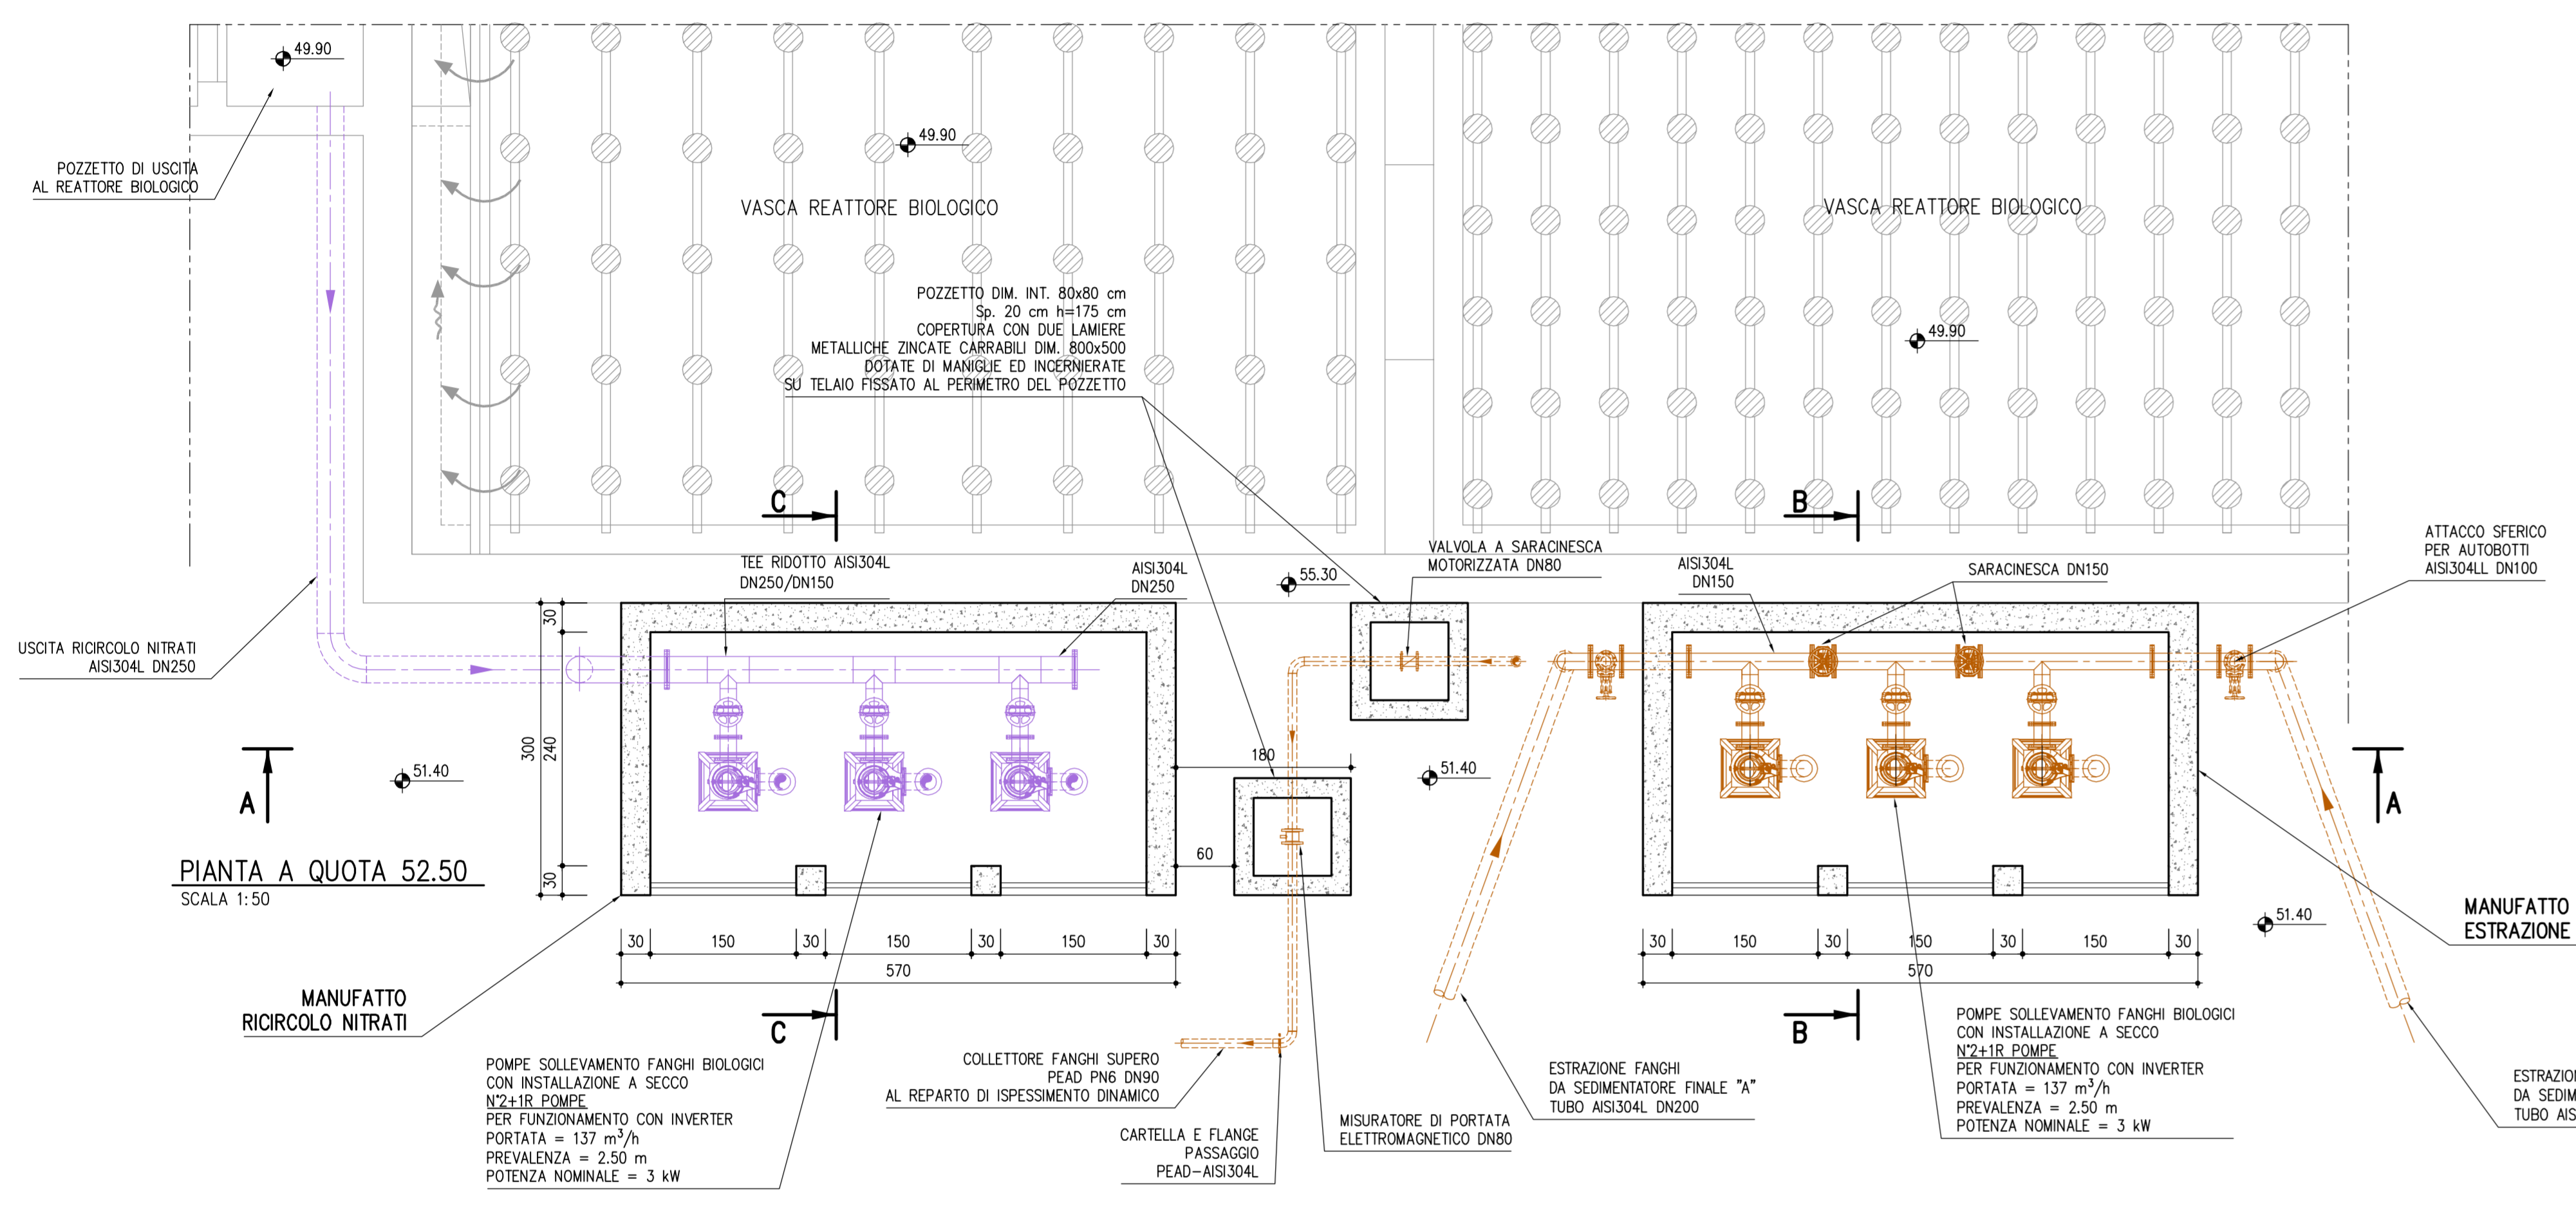 49.90
POZZETTO DI USCITA
AL REATTORE BIOLOGICO
49.90
VASCA REATTORE BIOLOGICO
VASCA REATTORE BIOLOGICO
49.90
POZZETTO DIM. INT. 80x80 cm
Sp. 20 cm h=175 cm
COPERTURA CON DUE LAMIERE
METALLICHE ZINCATE CARRABILI DIM. 800x500
DOTATE DI MANIGLIE ED INCERNIERATE
SU TELAIO FISSATO AL PERIMETRO DEL POZZETTO
C
B
TEE RIDOTTO AISI304L
DN250/DN150
AISI304L
DN250
55.30
VALVOLA A SARACINESCA
MOTORIZZATA DN80
AISI304L
DN150
SARACINESCA DN150
ATTACCO SFERICO
PER AUTOBOTTI
AISI304LL DN100
USCITA RICIRCOLO NITRATI
AISI304L DN250
30
300
240
30
180
60
51.40
51.40
51.40
A
A
PIANTA A QUOTA 52.50
SCALA 1:50
30
150
30
150
30
150
30
570
30
150
30
150
30
150
30
570
MANUFATTO
RICIRCOLO NITRATI
MANUFATTO
ESTRAZIONE
C
B
POMPE SOLLEVAMENTO FANGHI BIOLOGICI
CON INSTALLAZIONE A SECCO
N°2+1R POMPE
PER FUNZIONAMENTO CON INVERTER
PORTATA = 137 m³/h
PREVALENZA = 2.50 m
POTENZA NOMINALE = 3 kW
COLLETTORE FANGHI SUPERO
PEAD PN6 DN90
AL REPARTO DI ISPESSIMENTO DINAMICO
CARTELLA E FLANGE
PASSAGGIO
PEAD-AISI304L
MISURATORE DI PORTATA
ELETTROMAGNETICO DN80
ESTRAZIONE FANGHI
DA SEDIMENTATORE FINALE "A"
TUBO AISI304L DN200
POMPE SOLLEVAMENTO FANGHI BIOLOGICI
CON INSTALLAZIONE A SECCO
N°2+1R POMPE
PER FUNZIONAMENTO CON INVERTER
PORTATA = 137 m³/h
PREVALENZA = 2.50 m
POTENZA NOMINALE = 3 kW
DA
TUBO